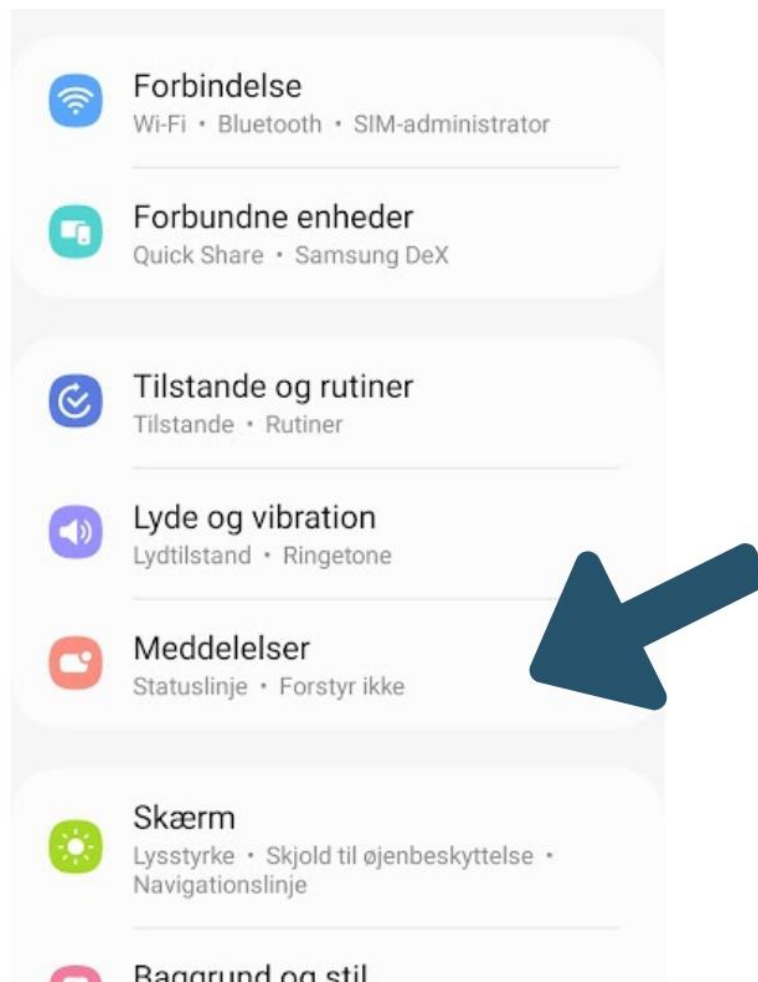 Forbindelse
Wi-Fi • Bluetooth • SIM-administrator
Forbundne enheder
Quick Share • Samsung DeX
Tilstande og rutiner
Tilstande • Rutiner
Lyde og vibration
Lydtilstand • Ringetone
Meddelelser
Statuslinje • Forstyr ikke
Skærm
Lysstyrke • Skjold til øjenbeskyttelse •
Navigationslinje
Baggrund og stil